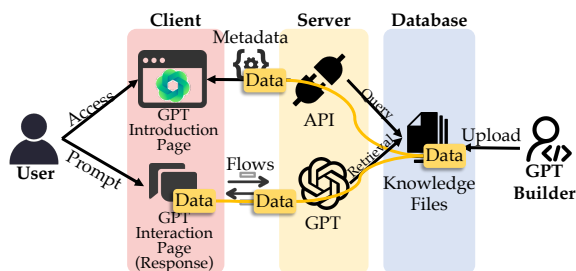 Client
Server
Database
Metadata
Data
Access
GPT
Introduction
Page
API
Query
Upload
User
Prompt
Flows
Retrieval
Data
Knowledge
Files
GPT
Builder
Data
Data
GPT
GPT
Interaction
Page
(Response)